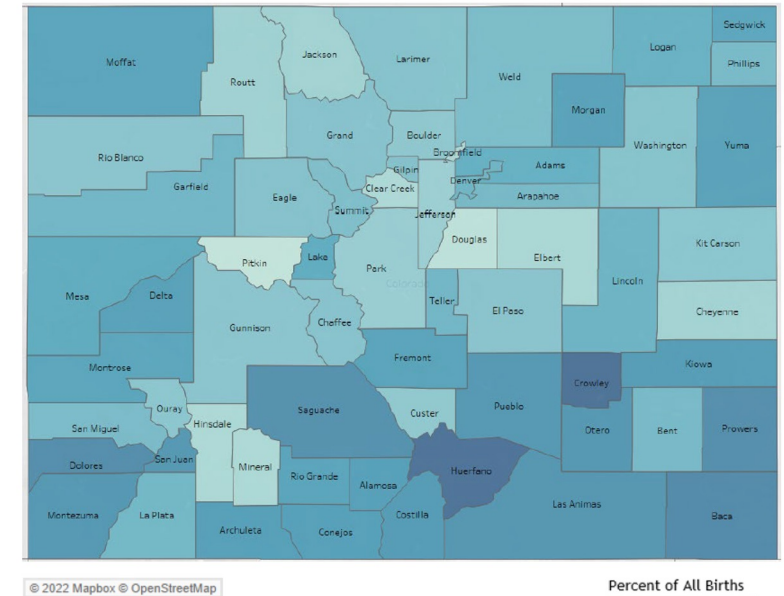 Sedgwick
Moffat
Routt
Jackson
Larimer
Weld
Logan
Phillips
Morgan
Washington
Yuma
Grand
Boulder
Rio Blanco
Garfield
Broomfield
Gilpin
Clear Creek
Denver
Adams
Arapahoe
Eagle
Summit
Jefferson
Douglas
Elbert
Kit Carson
Pitkin
Lake
Park
Colorado
Lincoln
Mesa
Delta
Teller
El Paso
Cheyenne
Gunnison
Chaffee
Fremont
Kiowa
Montrose
Crowley
Ouray
Hinsdale
Saguache
Custer
Pueblo
Otero
Bent
Prowers
San Miguel
Dolores
San Juan
Mineral
Rio Grande
Alamosa
Huerfano
Las Animas
Baca
Montezuma
La Plata
Archuleta
Conejos
Costilla
© 2022 Mapbox © OpenStreetMap
Percent of All Births